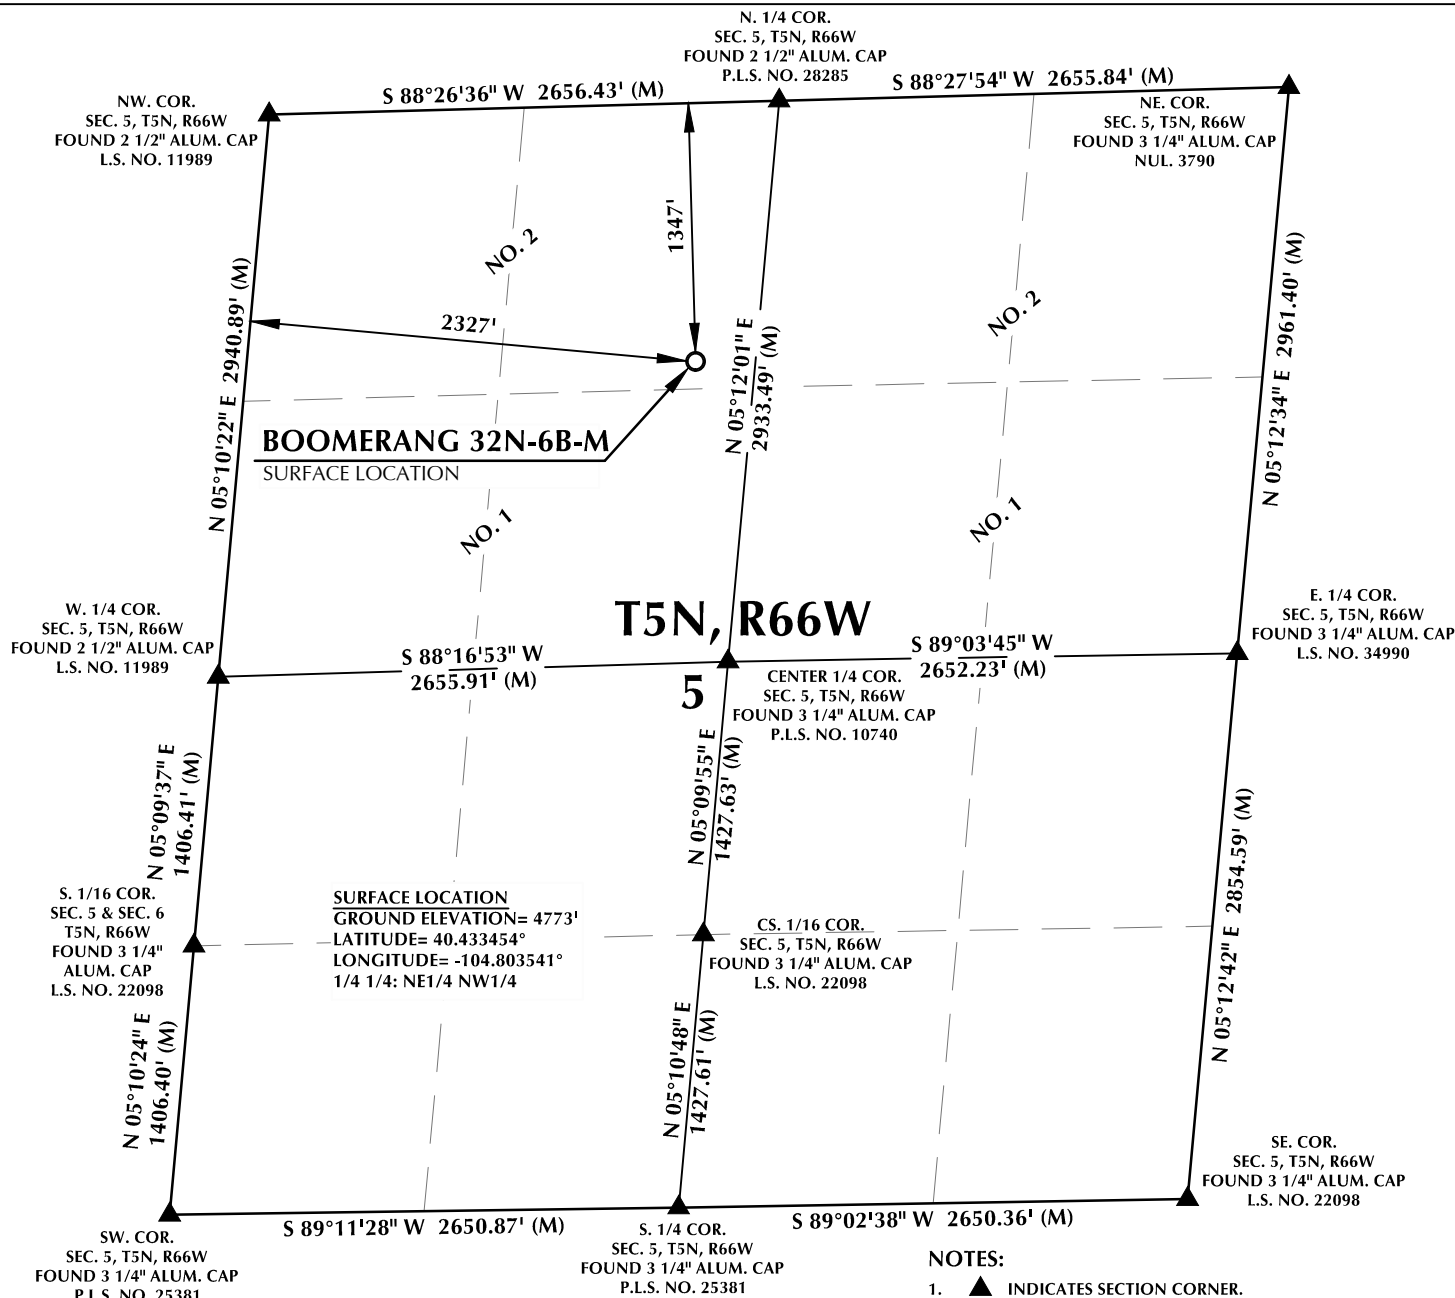 N. 1/4 COR.
SEC. 5, T5N, R66W
FOUND 2 1/2" ALUM. CAP
P.L.S. NO. 28285
S 88°26'36" W 2656.43' (M)
S 88°27'54" W 2655.84' (M)
NW. COR.
SEC. 5, T5N, R66W
FOUND 2 1/2" ALUM. CAP
L.S. NO. 11989
NE. COR.
SEC. 5, T5N, R66W
FOUND 3 1/4" ALUM. CAP
NUL. 3790
1347'
NO. 2
NO. 2
2327'
N 05°10'22" E 2940.89' (M)
N 05°12'01" E
2933.49' (M)
N 05°12'34" E 2961.40' (M)
BOOMERANG 32N-6B-M
SURFACE LOCATION
NO. 1
NO. 1
T5N, R66W
5
W. 1/4 COR.
SEC. 5, T5N, R66W
FOUND 2 1/2" ALUM. CAP
L.S. NO. 11989
E. 1/4 COR.
SEC. 5, T5N, R66W
FOUND 3 1/4" ALUM. CAP
L.S. NO. 34990
S 88°16'53" W
2655.91' (M)
S 89°03'45" W
2652.23' (M)
CENTER 1/4 COR.
SEC. 5, T5N, R66W
FOUND 3 1/4" ALUM. CAP
P.L.S. NO. 10740
N 05°09'37" E
1406.41' (M)
N 05°09'55" E
1427.63' (M)
N 05°12'42" E 2854.59' (M)
S. 1/16 COR.
SEC. 5 & SEC. 6
T5N, R66W
FOUND 3 1/4"
ALUM. CAP
L.S. NO. 22098
SURFACE LOCATION
GROUND ELEVATION= 4773'
LATITUDE= 40.433454°
LONGITUDE= -104.803541°
1/4 1/4: NE1/4 NW1/4
CS. 1/16 COR.
SEC. 5, T5N, R66W
FOUND 3 1/4" ALUM. CAP
L.S. NO. 22098
N 05°10'24" E
1406.40' (M)
N 05°10'48" E
1427.61' (M)
SE. COR.
SEC. 5, T5N, R66W
FOUND 3 1/4" ALUM. CAP
L.S. NO. 22098
S 89°11'28" W 2650.87' (M)
S 89°02'38" W 2650.36' (M)
SW. COR.
SEC. 5, T5N, R66W
FOUND 3 1/4" ALUM. CAP
P.L.S. NO. 25381
S. 1/4 COR.
SEC. 5, T5N, R66W
FOUND 3 1/4" ALUM. CAP
P.L.S. NO. 25381
NOTES:
1. INDICATES SECTION CORNER.